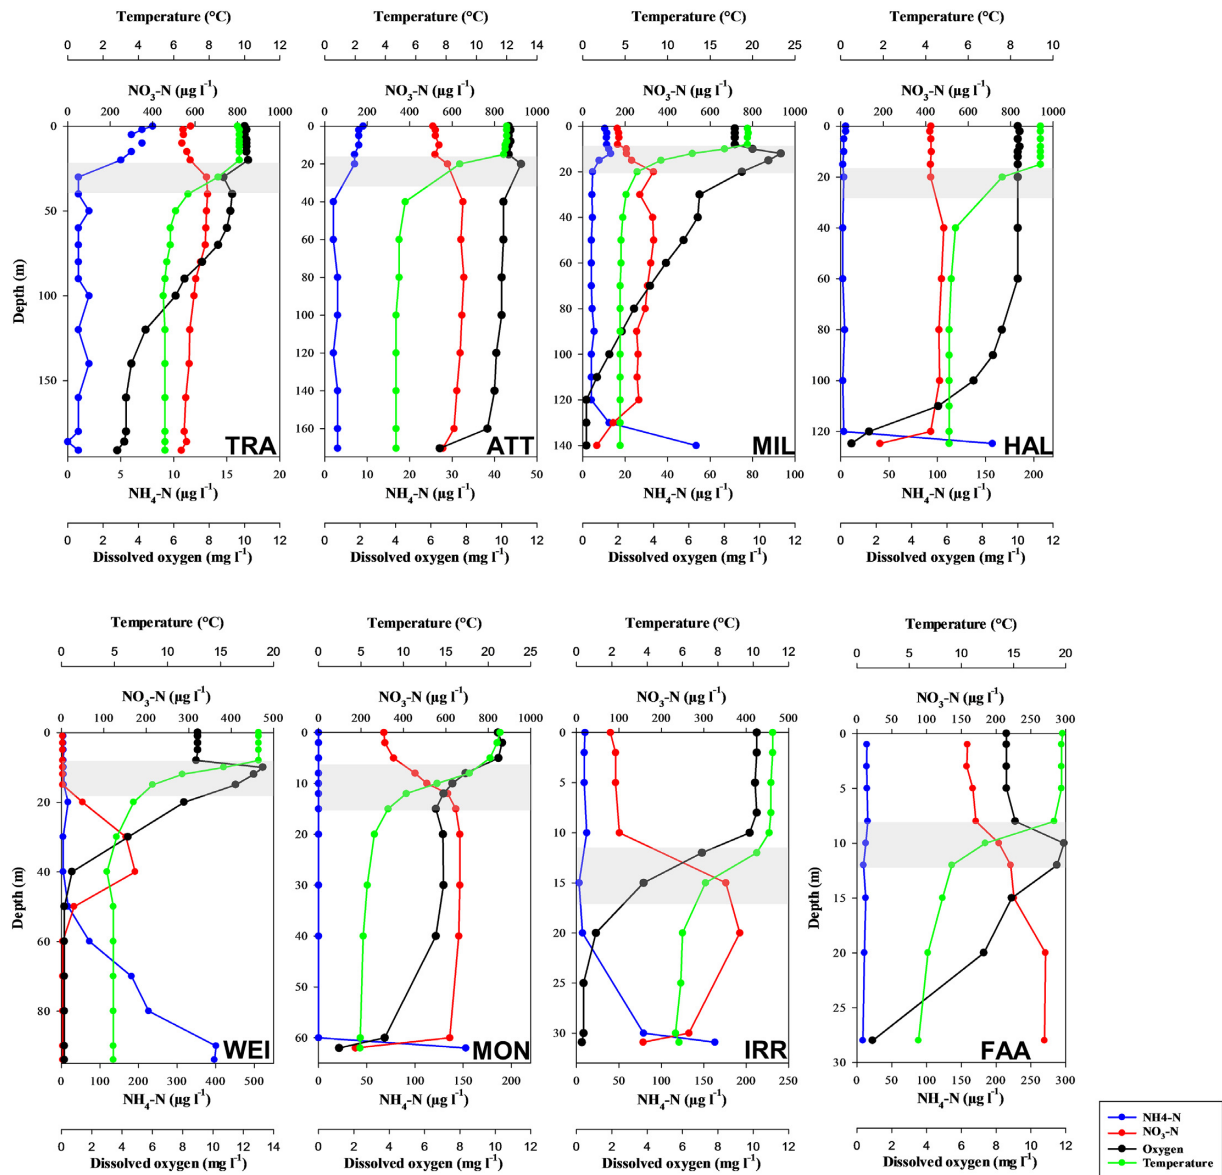 Temperature (°C) Temperature (°C) Temperature (°C) Temperature (°C)
0 2 4 6 8 10 12 0 2 4 6 8 10 12 14 0 5 10 15 20 25 0 2 4 6 8 10
NO3-N (µg l-1) NO3-N (µg l-1) NO3-N (µg l-1) NO3-N (µg l-1)
0 200 400 600 800 1000 0 200 400 600 800 1000 0 200 400 600 800 1000 0 200 400 600 800 1000
Depth (m)
0
50
100
150
TRA
0
20
40
60
80
100
120
140
160
ATT
0
20
40
60
80
100
120
140
MIL
0
20
40
60
80
100
120
HAL
0 5 10 15 20 0 10 20 30 40 50 0 20 40 60 80 100 0 50 100 150 200
NH4-N (µg l-1) NH4-N (µg l-1) NH4-N (µg l-1) NH4-N (µg l-1)
0 2 4 6 8 10 12 0 2 4 6 8 10 12 0 2 4 6 8 10 12 0 2 4 6 8 10 12
Dissolved oxygen (mg l-1) Dissolved oxygen (mg l-1) Dissolved oxygen (mg l-1) Dissolved oxygen (mg l-1)
Temperature (°C) Temperature (°C) Temperature (°C) Temperature (°C)
0 5 10 15 20 0 5 10 15 20 25 0 2 4 6 8 10 12 0 5 10 15 20
NO3-N (µg l-1) NO3-N (µg l-1) NO3-N (µg l-1) NO3-N (µg l-1)
0 100 200 300 400 500 0 200 400 600 800 1000 0 100 200 300 400 500 0 50 100 150 200 250 300
Depth (m)
0
20
40
60
80
WEI
0
10
20
30
40
50
60
MON
0
5
10
15
20
25
30
IRR
Depth (m)
0
5
10
15
20
25
30
FAA
0 100 200 300 400 500 0 50 100 150 200 0 50 100 150 200 250 0 50 100 150 200 250 300
NH4-N (µg l-1) NH4-N (µg l-1) NH4-N (µg l-1) NH4-N (µg l-1)
0 2 4 6 8 10 12 14 0 2 4 6 8 10 12 0 2 4 6 8 10 12 0 2 4 6 8 10 12
Dissolved oxygen (mg l-1) Dissolved oxygen (mg l-1) Dissolved oxygen (mg l-1) Dissolved oxygen (mg l-1)
NH4-N
NO3-N
Oxygen
Temperature